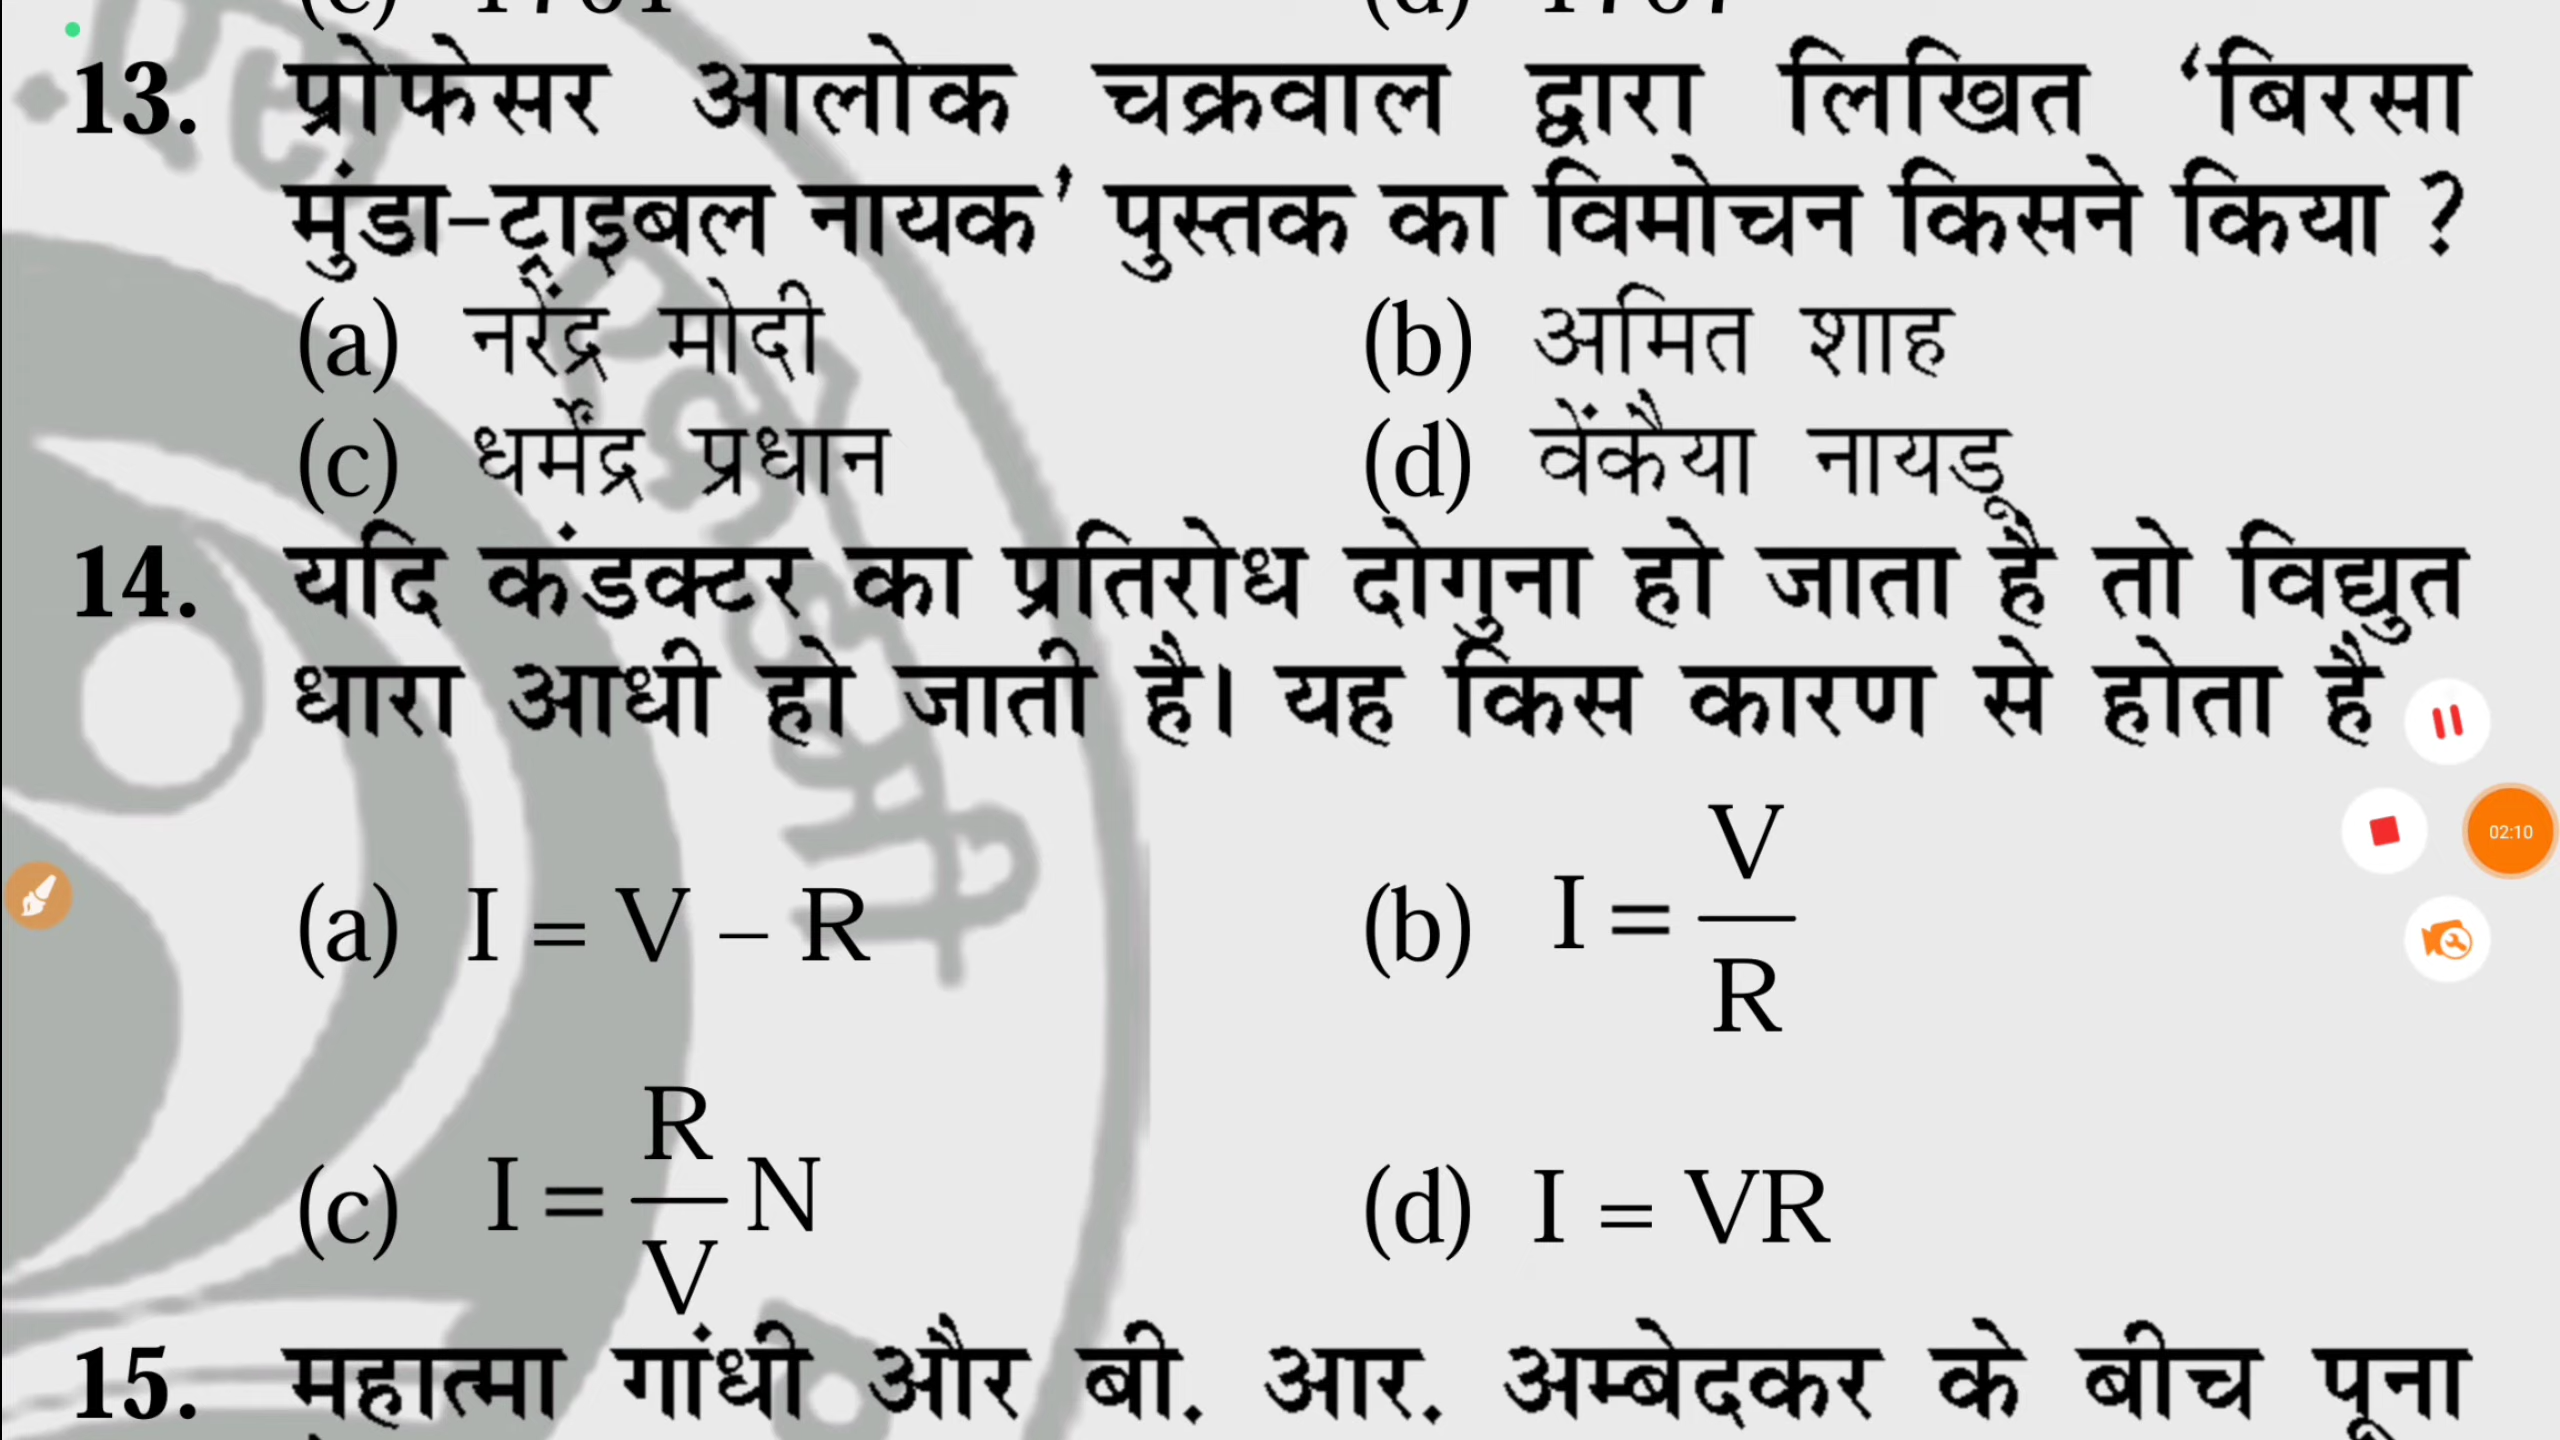 13. प्रोफेसर आलोक चक्रवाल द्वारा लिखित ‘बिरसा
मुंडा-ट्राइबल नायक’ पुस्तक का विमोचन किसने किया ?
(a) नरेंद्र मोदी (b) अमित शाह
(c) धर्मेंद्र प्रधान (d) वेंकैया नायडू
14. यदि कंडक्टर का प्रतिरोध दोगुना हो जाता है तो विद्युत
धारा आधी हो जाती है। यह किस कारण से होता है
(a) I = V – R (b) I = V/R
(c) I = R/V N (d) I = VR
02:10
15. महात्मा गांधी और बी. आर. अम्बेदकर के बीच पूना